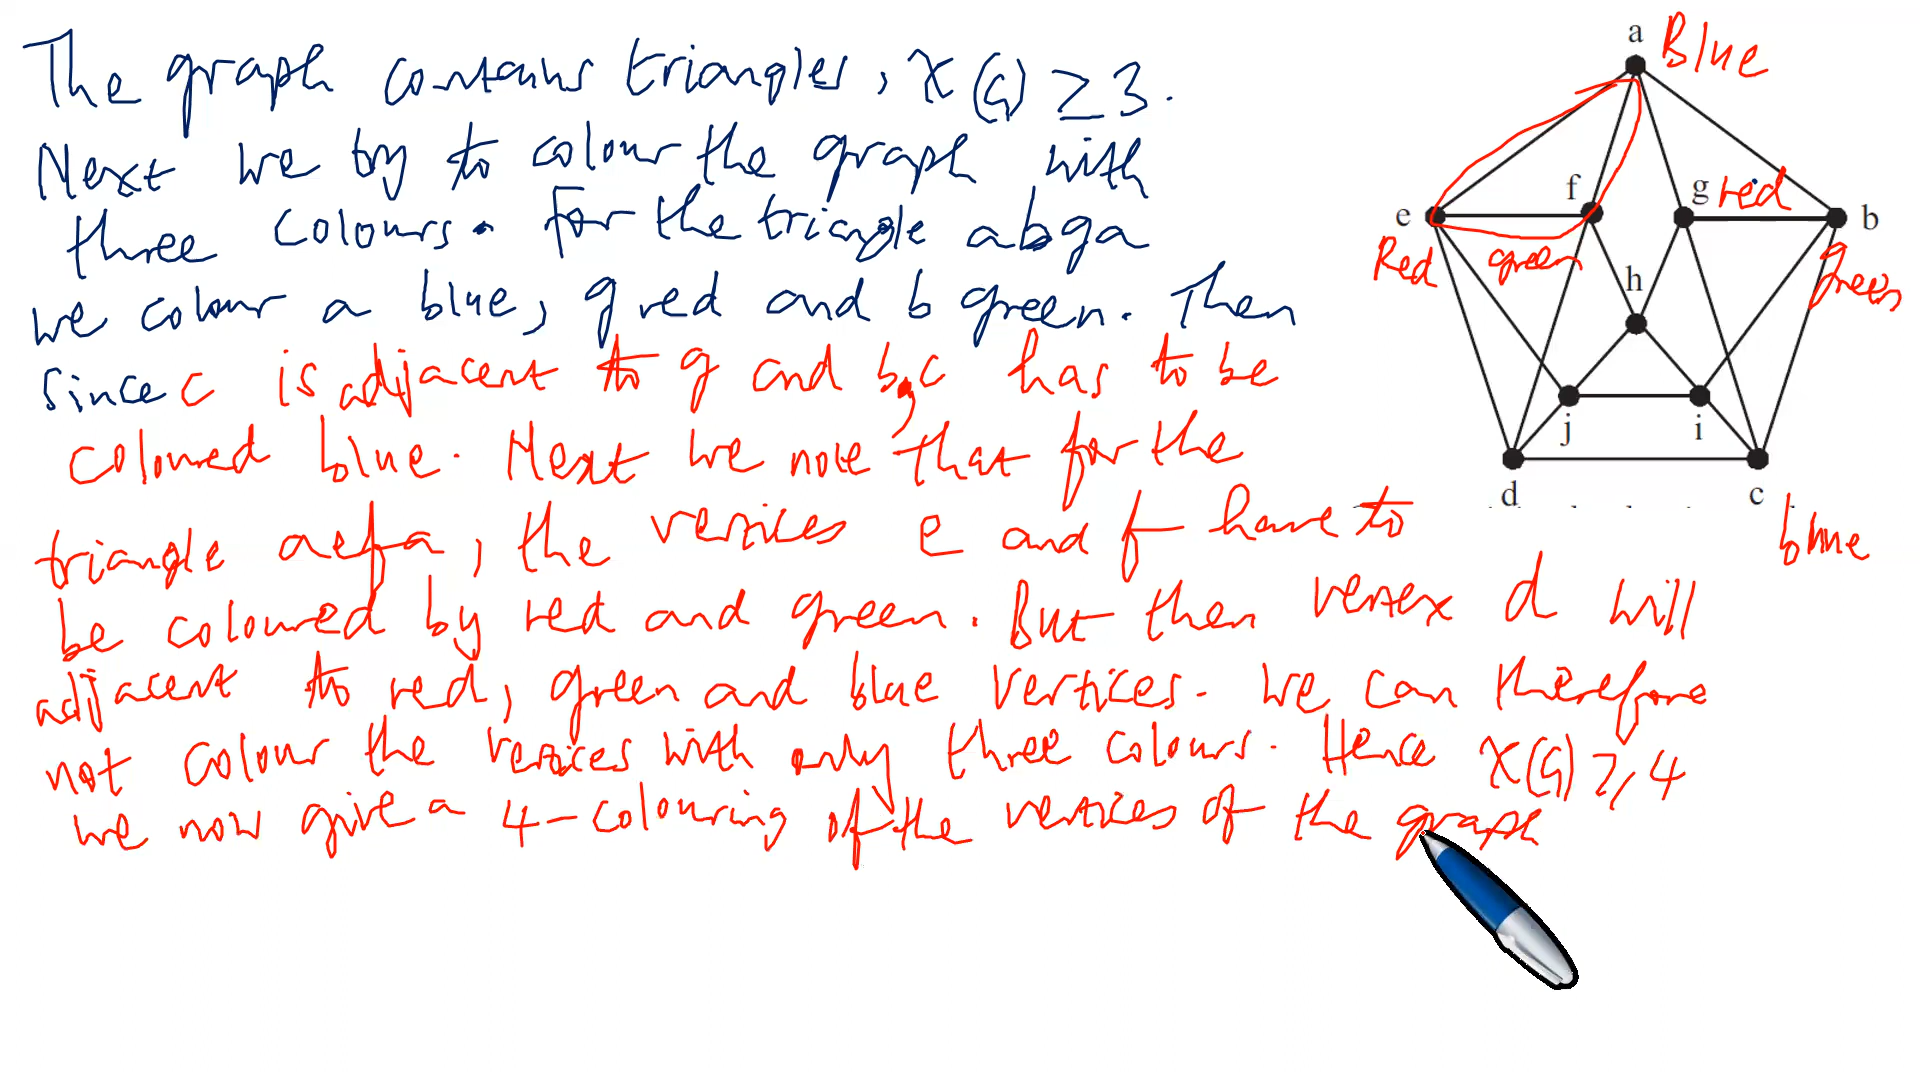 The graph contains triangles, χ(G) ≥ 3.
Next we try to colour the graph with
three colours. For the triangle abga
we colour a blue, g red and b green. Then
since c is adjacent to g and b, c has to be
coloured blue. Next we note that for the
triangle aefa, the vertices e and f have to
be coloured by red and green. But then vertex d will
adjacent to red, green and blue vertices. We can therefore
not colour the vertices with only three colours. Hence χ(G) ≥ 4
we now give a 4-colouring of the vertices of the graph
a Blue
f g red
e b
Red green green
h
j i
d c
blue